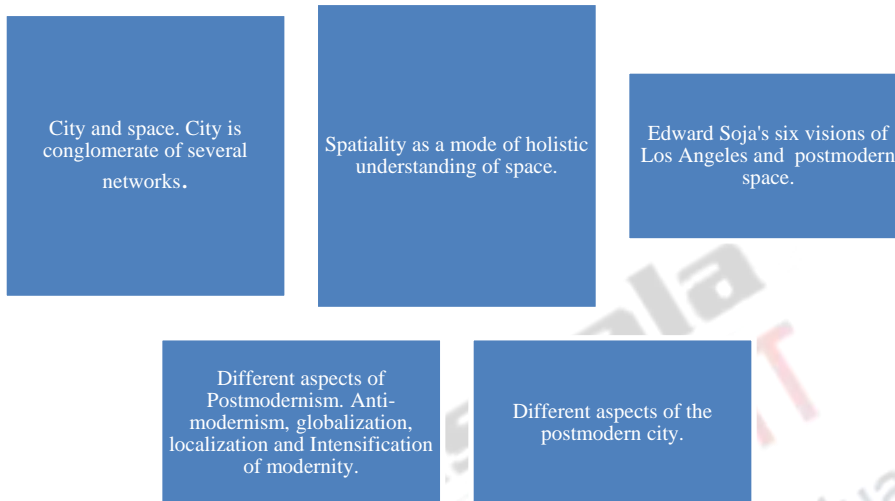 City and space. City is
conglomerate of several
networks.
Spatiality as a mode of holistic
understanding of space.
Edward Soja's six visions of
Los Angeles and postmodern
space.
Different aspects of
Postmodernism. Anti-
modernism, globalization,
localization and Intensification
of modernity.
Different aspects of the
postmodern city.